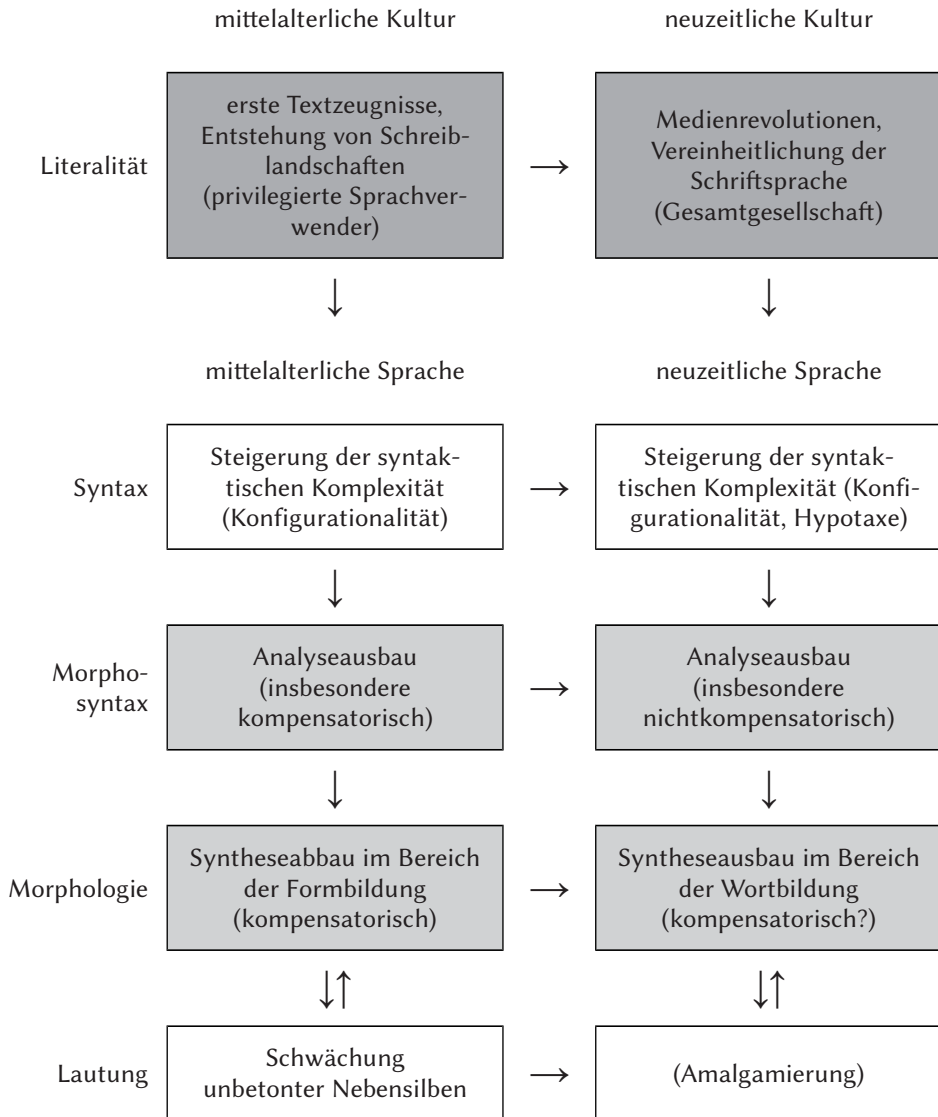 mittelalterliche Kultur
neuzeitliche Kultur
Literalität
erste Textzeugnisse,
Entstehung von Schreib-
landschaften
(privilegierte Sprachver-
wender)
→
Medienrevolutionen,
Vereinheitlichung der
Schriftsprache
(Gesamtgesellschaft)
↓
↓
mittelalterliche Sprache
neuzeitliche Sprache
Syntax
Steigerung der syntak-
tischen Komplexität
(Konfigurationalität)
→
Steigerung der syntak-
tischen Komplexität (Konfi-
gurationalität, Hypotaxe)
↓
↓
Morpho-
syntax
Analyseausbau
(insbesondere
kompensatorisch)
→
Analyseausbau
(insbesondere
nichtkompensatorisch)
↓
↓
Morphologie
Syntheseabbau im Bereich
der Formbildung
(kompensatorisch)
→
Syntheseausbau im Bereich
der Wortbildung
(kompensatorisch?)
↓↑
↓↑
Lautung
Schwächung
unbetonter Nebensilben
→
(Amalgamierung)